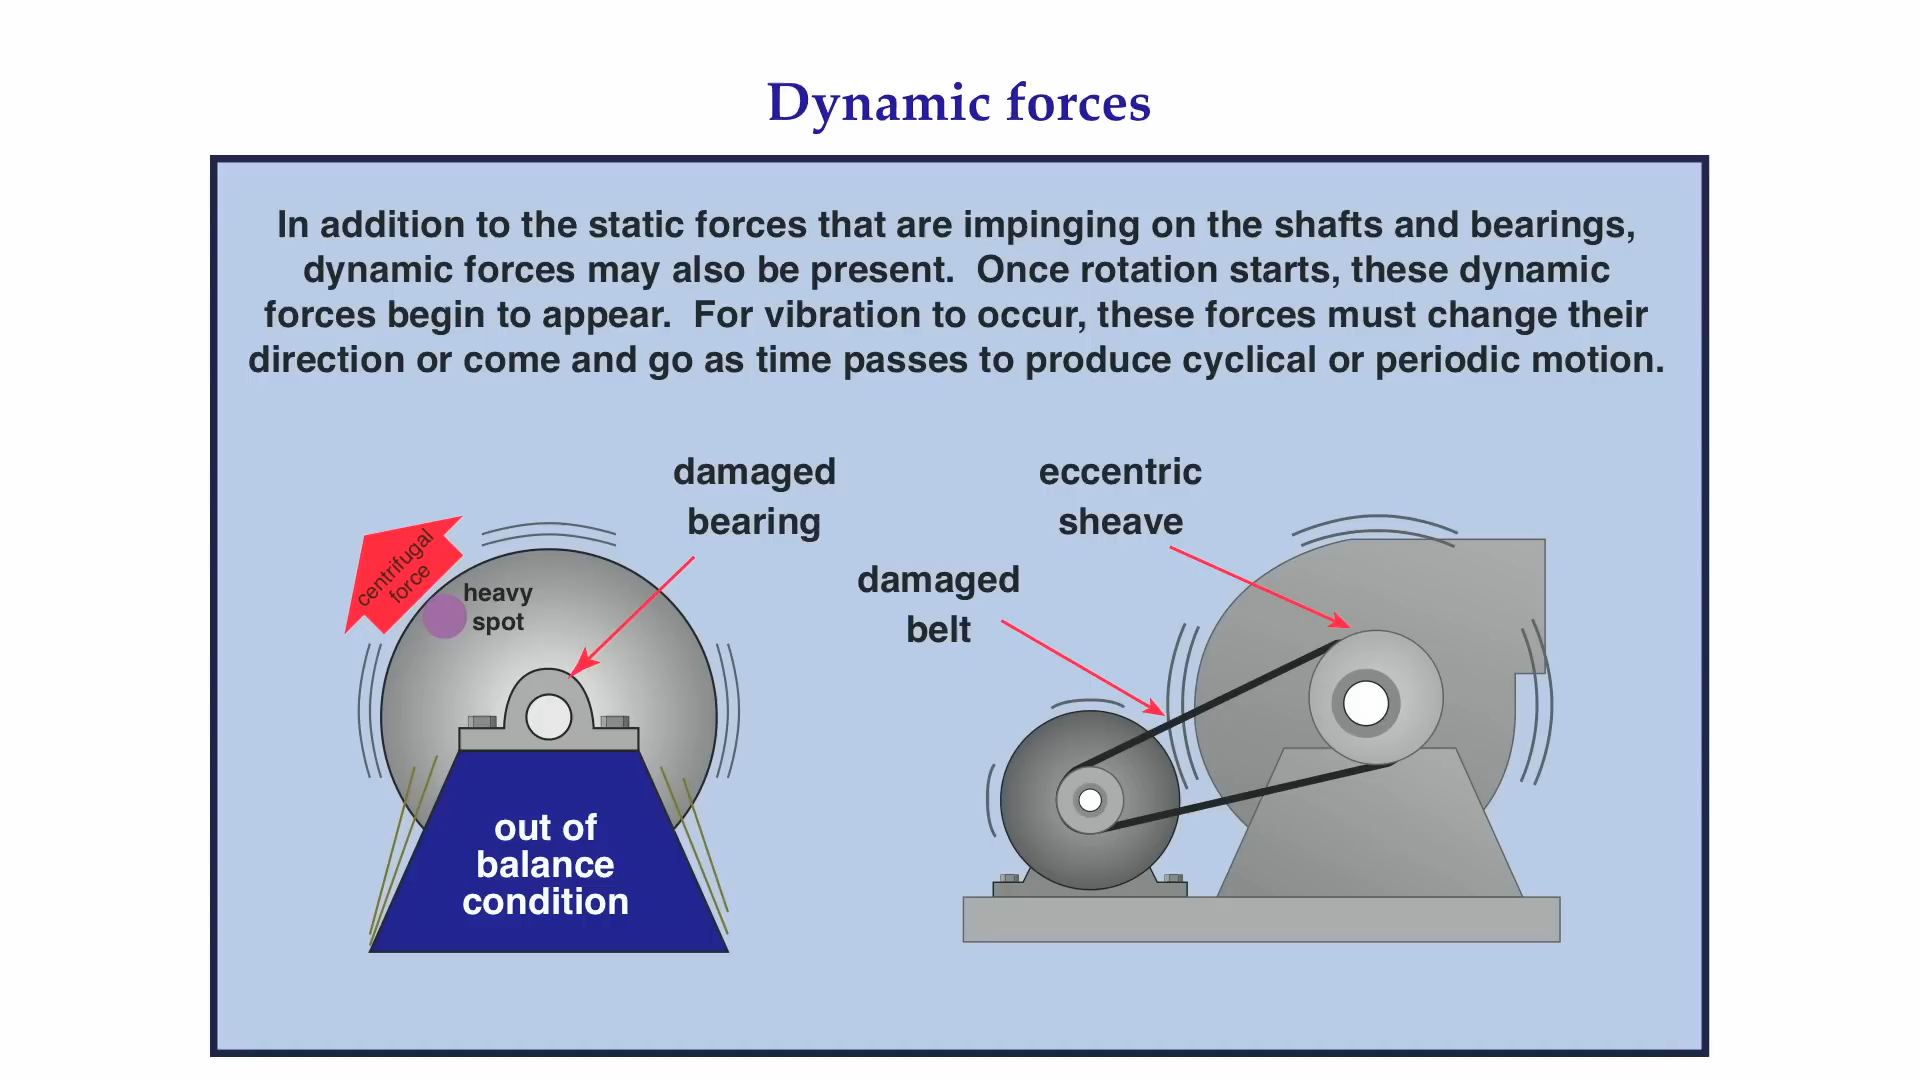 Dynamic forces
In addition to the static forces that are impinging on the shafts and bearings,
dynamic forces may also be present.  Once rotation starts, these dynamic
forces begin to appear.  For vibration to occur, these forces must change their
direction or come and go as time passes to produce cyclical or periodic motion.
damaged
bearing
eccentric
sheave
damaged
belt
centrifugal
force
heavy
spot
out of
balance
condition